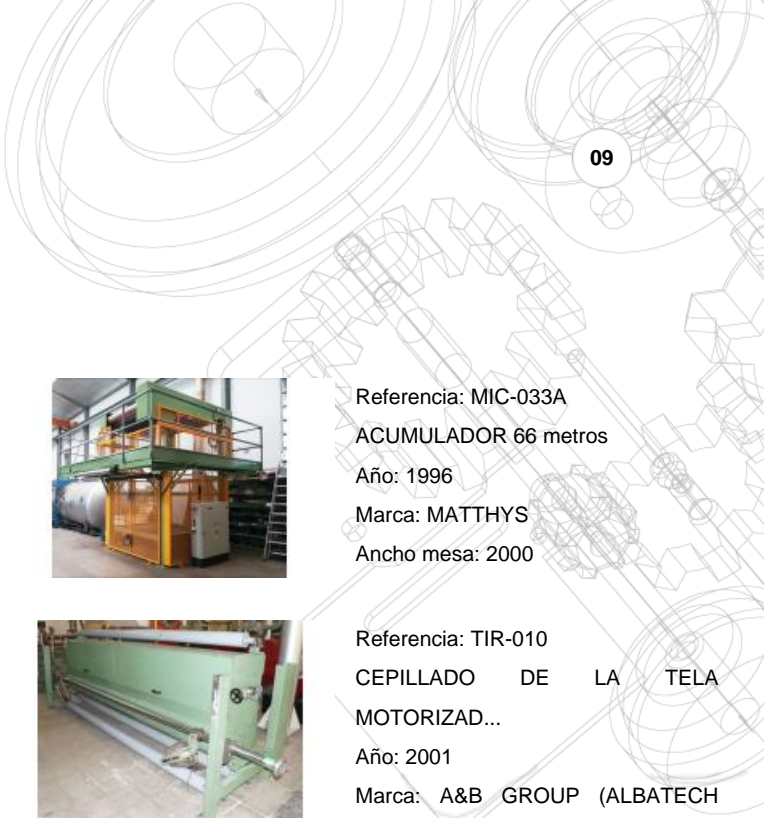 09
Referencia: MIC-033A
ACUMULADOR 66 metros
Año: 1996
Marca: MATTHYS
Ancho mesa: 2000
Referencia: TIR-010
CEPILLADO DE LA TELA
MOTORIZAD...
Año: 2001
Marca: A&B GROUP (ALBATECH